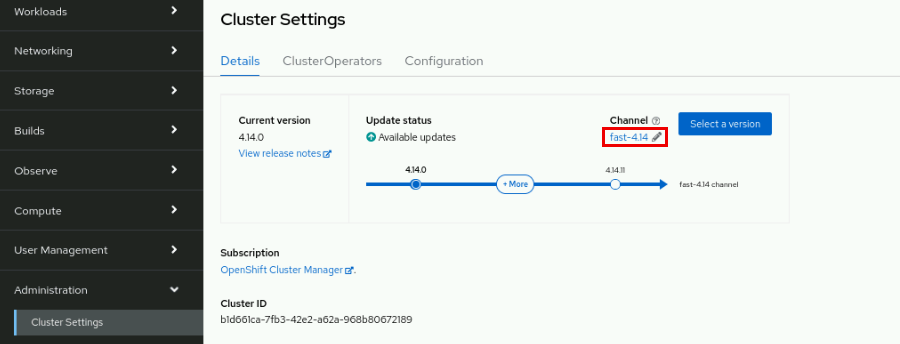 Workloads
Networking
Storage
Builds
Observe
Compute
User Management
Administration
Cluster Settings
Cluster Settings
Details ClusterOperators Configuration
Current version
4.14.0
View release notes
Update status
Available updates
Channel
fast-4.14
Select a version
4.14.0
+ More
4.14.11
fast-4.14 channel
Subscription
OpenShift Cluster Manager.
Cluster ID
b1d661ca-7fb3-42e2-a62a-968b80672189